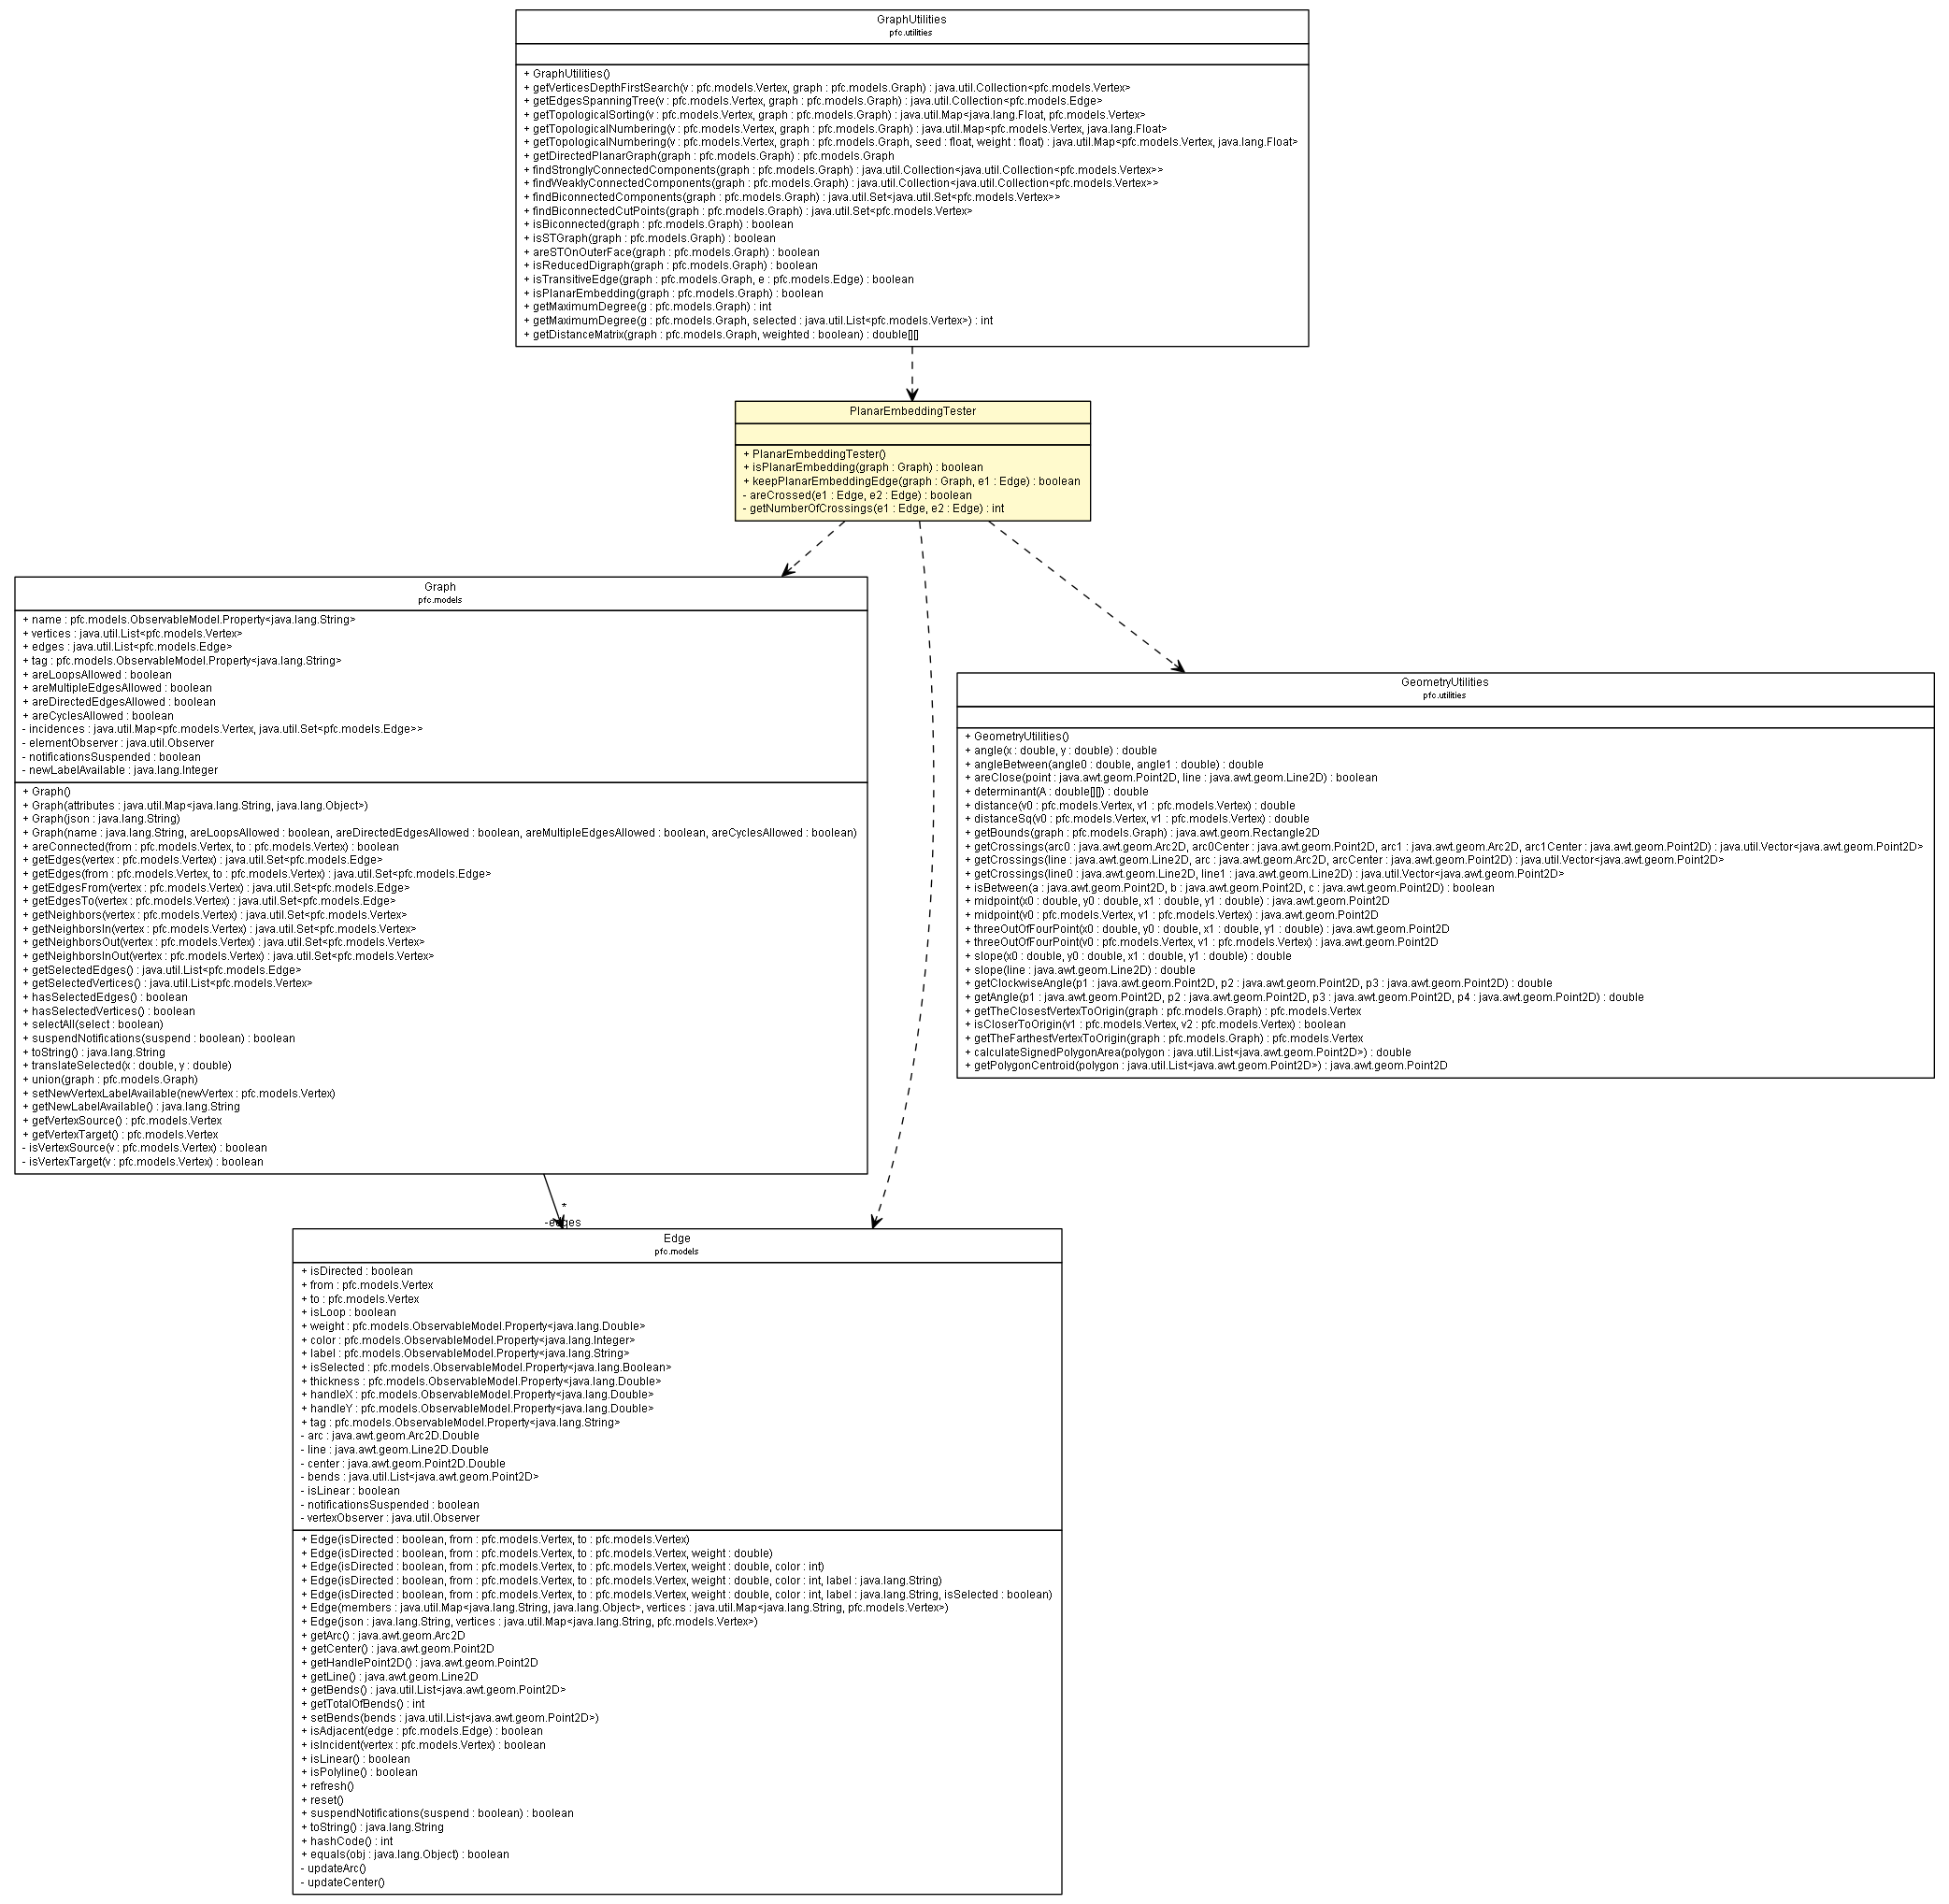 GraphUtilities
pfc.utilities
+ GraphUtilities()
+ getVerticesDepthFirstSearch(v : pfc.models.Vertex, graph : pfc.models.Graph) : java.util.Collection<pfc.models.Vertex>
+ getEdgesSpanningTree(v : pfc.models.Vertex, graph : pfc.models.Graph) : java.util.Collection<pfc.models.Edge>
+ getTopologicalSorting(v : pfc.models.Vertex, graph : pfc.models.Graph) : java.util.Map<java.lang.Float, pfc.models.Vertex>
+ getTopologicalNumbering(v : pfc.models.Vertex, graph : pfc.models.Graph) : java.util.Map<pfc.models.Vertex, java.lang.Float>
+ getTopologicalNumbering(v : pfc.models.Vertex, graph : pfc.models.Graph, seed : float, weight : float) : java.util.Map<pfc.models.Vertex, java.lang.Float>
+ getDirectedPlanarGraph(graph : pfc.models.Graph) : pfc.models.Graph
+ findStronglyConnectedComponents(graph : pfc.models.Graph) : java.util.Collection<java.util.Collection<pfc.models.Vertex>>
+ findWeaklyConnectedComponents(graph : pfc.models.Graph) : java.util.Collection<java.util.Collection<pfc.models.Vertex>>
+ findBiconnectedComponents(graph : pfc.models.Graph) : java.util.Set<java.util.Set<pfc.models.Vertex>>
+ findBiconnectedCutPoints(graph : pfc.models.Graph) : java.util.Set<pfc.models.Vertex>
+ isBiconnected(graph : pfc.models.Graph) : boolean
+ isSTGraph(graph : pfc.models.Graph) : boolean
+ areSTOnOuterFace(graph : pfc.models.Graph) : boolean
+ isReducedDigraph(graph : pfc.models.Graph) : boolean
+ isTransitiveEdge(graph : pfc.models.Graph, e : pfc.models.Edge) : boolean
+ isPlanarEmbedding(graph : pfc.models.Graph) : boolean
+ getMaximumDegree(g : pfc.models.Graph) : int
+ getMaximumDegree(g : pfc.models.Graph, selected : java.util.List<pfc.models.Vertex>) : int
+ getDistanceMatrix(graph : pfc.models.Graph, weighted : boolean) : double[][]
PlanarEmbeddingTester
+ PlanarEmbeddingTester()
+ isPlanarEmbedding(graph : Graph) : boolean
+ keepPlanarEmbeddingEdge(graph : Graph, e1 : Edge) : boolean
- areCrossed(e1 : Edge, e2 : Edge) : boolean
- getNumberOfCrossings(e1 : Edge, e2 : Edge) : int
Graph
pfc.models
+ name : pfc.models.ObservableModel.Property<java.lang.String>
+ vertices : java.util.List<pfc.models.Vertex>
+ edges : java.util.List<pfc.models.Edge>
+ tag : pfc.models.ObservableModel.Property<java.lang.String>
+ areLoopsAllowed : boolean
+ areMultipleEdgesAllowed : boolean
+ areDirectedEdgesAllowed : boolean
+ areCyclesAllowed : boolean
- incidences : java.util.Map<pfc.models.Vertex, java.util.Set<pfc.models.Edge>>
- elementObserver : java.util.Observer
- notificationsSuspended : boolean
- newLabelAvailable : java.lang.Integer
+ Graph()
+ Graph(attributes : java.util.Map<java.lang.String, java.lang.Object>)
+ Graph(json : java.lang.String)
+ Graph(name : java.lang.String, areLoopsAllowed : boolean, areDirectedEdgesAllowed : boolean, areMultipleEdgesAllowed : boolean, areCyclesAllowed : boolean)
+ areConnected(from : pfc.models.Vertex, to : pfc.models.Vertex) : boolean
+ getEdges(vertex : pfc.models.Vertex) : java.util.Set<pfc.models.Edge>
+ getEdges(from : pfc.models.Vertex, to : pfc.models.Vertex) : java.util.Set<pfc.models.Edge>
+ getEdgesFrom(vertex : pfc.models.Vertex) : java.util.Set<pfc.models.Edge>
+ getEdgesTo(vertex : pfc.models.Vertex) : java.util.Set<pfc.models.Edge>
+ getNeighbors(vertex : pfc.models.Vertex) : java.util.Set<pfc.models.Vertex>
+ getNeighborsIn(vertex : pfc.models.Vertex) : java.util.Set<pfc.models.Vertex>
+ getNeighborsOut(vertex : pfc.models.Vertex) : java.util.Set<pfc.models.Vertex>
+ getNeighborsInOut(vertex : pfc.models.Vertex) : java.util.Set<pfc.models.Vertex>
+ getSelectedEdges() : java.util.List<pfc.models.Edge>
+ getSelectedVertices() : java.util.List<pfc.models.Vertex>
+ hasSelectedEdges() : boolean
+ hasSelectedVertices() : boolean
+ selectAll(select : boolean)
+ suspendNotifications(suspend : boolean) : boolean
+ toString() : java.lang.String
+ translateSelected(x : double, y : double)
+ union(graph : pfc.models.Graph)
+ setNewVertexLabelAvailable(newVertex : pfc.models.Vertex)
+ getNewLabelAvailable() : java.lang.String
+ getVertexSource() : pfc.models.Vertex
+ getVertexTarget() : pfc.models.Vertex
- isVertexSource(v : pfc.models.Vertex) : boolean
- isVertexTarget(v : pfc.models.Vertex) : boolean
GeometryUtilities
pfc.utilities
+ GeometryUtilities()
+ angle(x : double, y : double) : double
+ angleBetween(angle0 : double, angle1 : double) : double
+ areClose(point : java.awt.geom.Point2D, line : java.awt.geom.Line2D) : boolean
+ determinant(A : double[][]) : double
+ distance(v0 : pfc.models.Vertex, v1 : pfc.models.Vertex) : double
+ distanceSq(v0 : pfc.models.Vertex, v1 : pfc.models.Vertex) : double
+ getBounds(graph : pfc.models.Graph) : java.awt.geom.Rectangle2D
+ getCrossings(arc0 : java.awt.geom.Arc2D, arc0Center : java.awt.geom.Point2D, arc1 : java.awt.geom.Arc2D, arc1Center : java.awt.geom.Point2D) : java.util.Vector<java.awt.geom.Point2D>
+ getCrossings(line : java.awt.geom.Line2D, arc : java.awt.geom.Arc2D, arcCenter : java.awt.geom.Point2D) : java.util.Vector<java.awt.geom.Point2D>
+ getCrossings(line0 : java.awt.geom.Line2D, line1 : java.awt.geom.Line2D) : java.util.Vector<java.awt.geom.Point2D>
+ isBetween(a : java.awt.geom.Point2D, b : java.awt.geom.Point2D, c : java.awt.geom.Point2D) : boolean
+ midpoint(x0 : double, y0 : double, x1 : double, y1 : double) : java.awt.geom.Point2D
+ midpoint(v0 : pfc.models.Vertex, v1 : pfc.models.Vertex) : java.awt.geom.Point2D
+ threeOutOfFourPoint(x0 : double, y0 : double, x1 : double, y1 : double) : java.awt.geom.Point2D
+ threeOutOfFourPoint(v0 : pfc.models.Vertex, v1 : pfc.models.Vertex) : java.awt.geom.Point2D
+ slope(x0 : double, y0 : double, x1 : double, y1 : double) : double
+ slope(line : java.awt.geom.Line2D) : double
+ getClockwiseAngle(p1 : java.awt.geom.Point2D, p2 : java.awt.geom.Point2D, p3 : java.awt.geom.Point2D) : double
+ getAngle(p1 : java.awt.geom.Point2D, p2 : java.awt.geom.Point2D, p3 : java.awt.geom.Point2D, p4 : java.awt.geom.Point2D) : double
+ getTheClosestVertexToOrigin(graph : pfc.models.Graph) : pfc.models.Vertex
+ isCloserToOrigin(v1 : pfc.models.Vertex, v2 : pfc.models.Vertex) : boolean
+ getTheFarthestVertexToOrigin(graph : pfc.models.Graph) : pfc.models.Vertex
+ calculateSignedPolygonArea(polygon : java.util.List<java.awt.geom.Point2D>) : double
+ getPolygonCentroid(polygon : java.util.List<java.awt.geom.Point2D>) : java.awt.geom.Point2D
*
-edges
Edge
pfc.models
+ isDirected : boolean
+ from : pfc.models.Vertex
+ to : pfc.models.Vertex
+ isLoop : boolean
+ weight : pfc.models.ObservableModel.Property<java.lang.Double>
+ color : pfc.models.ObservableModel.Property<java.lang.Integer>
+ label : pfc.models.ObservableModel.Property<java.lang.String>
+ isSelected : pfc.models.ObservableModel.Property<java.lang.Boolean>
+ thickness : pfc.models.ObservableModel.Property<java.lang.Double>
+ handleX : pfc.models.ObservableModel.Property<java.lang.Double>
+ handleY : pfc.models.ObservableModel.Property<java.lang.Double>
+ tag : pfc.models.ObservableModel.Property<java.lang.String>
- arc : java.awt.geom.Arc2D.Double
- line : java.awt.geom.Line2D.Double
- center : java.awt.geom.Point2D.Double
- bends : java.util.List<java.awt.geom.Point2D>
- isLinear : boolean
- notificationsSuspended : boolean
- vertexObserver : java.util.Observer
+ Edge(isDirected : boolean, from : pfc.models.Vertex, to : pfc.models.Vertex)
+ Edge(isDirected : boolean, from : pfc.models.Vertex, to : pfc.models.Vertex, weight : double)
+ Edge(isDirected : boolean, from : pfc.models.Vertex, to : pfc.models.Vertex, weight : double, color : int)
+ Edge(isDirected : boolean, from : pfc.models.Vertex, to : pfc.models.Vertex, weight : double, color : int, label : java.lang.String)
+ Edge(isDirected : boolean, from : pfc.models.Vertex, to : pfc.models.Vertex, weight : double, color : int, label : java.lang.String, isSelected : boolean)
+ Edge(members : java.util.Map<java.lang.String, java.lang.Object>, vertices : java.util.Map<java.lang.String, pfc.models.Vertex>)
+ Edge(json : java.lang.String, vertices : java.util.Map<java.lang.String, pfc.models.Vertex>)
+ getArc() : java.awt.geom.Arc2D
+ getCenter() : java.awt.geom.Point2D
+ getHandlePoint2D() : java.awt.geom.Point2D
+ getLine() : java.awt.geom.Line2D
+ getBends() : java.util.List<java.awt.geom.Point2D>
+ getTotalOfBends() : int
+ setBends(bends : java.util.List<java.awt.geom.Point2D>)
+ isAdjacent(edge : pfc.models.Edge) : boolean
+ isIncident(vertex : pfc.models.Vertex) : boolean
+ isLinear() : boolean
+ isPolyline() : boolean
+ refresh()
+ reset()
+ suspendNotifications(suspend : boolean) : boolean
+ toString() : java.lang.String
+ hashCode() : int
+ equals(obj : java.lang.Object) : boolean
- updateArc()
- updateCenter()